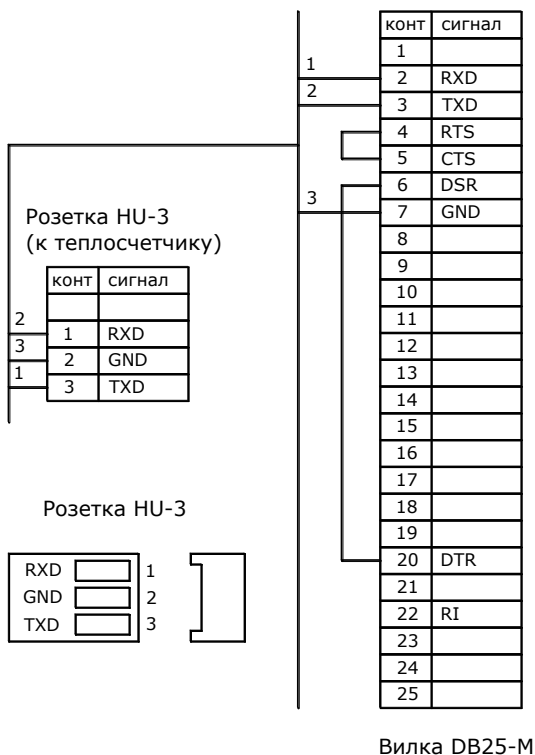 конт сигнал
1
1
2 RXD
2
3 TXD
4 RTS
5 CTS
6 DSR
3
7 GND
8
9
10
11
12
13
14
15
16
17
18
19
20 DTR
21
22 RI
23
24
25
Вилка DB25-M
Розетка HU-3
(к теплосчетчику)
конт сигнал
2
1 RXD
3
2 GND
1
3 TXD
Розетка HU-3
RXD 1
GND 2
TXD 3